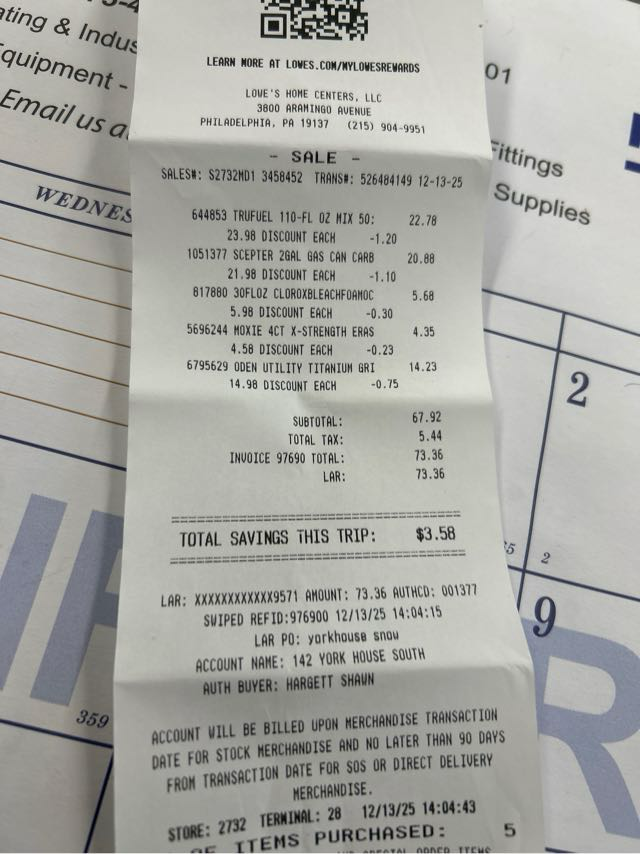 ating & Indus
quipment -
Email us a
WEDNES
359
LEARN MORE AT LOWES.COM/MYLOWESREWARDS
LOWE'S HOME CENTERS, LLC
3800 ARAMINGO AVENUE
PHILADELPHIA, PA 19137 (215) 904-9951
- SALE -
SALES#: S2732MD1 3458452 TRANS#: 526484149 12-13-25
644853 TRUFUEL 110-FL OZ MIX 50: 22.78
23.98 DISCOUNT EACH -1.20
1051377 SCEPTER 2GAL GAS CAN CARB 20.88
21.98 DISCOUNT EACH -1.10
817880 30FLOZ CLOROXBLEACHFOAMOC 5.68
5.98 DISCOUNT EACH -0.30
5696244 MOXIE 4CT X-STRENGTH ERAS 4.35
4.58 DISCOUNT EACH -0.23
6795629 ODEN UTILITY TITANIUM GRI 14.23
14.98 DISCOUNT EACH -0.75
SUBTOTAL: 67.92
TOTAL TAX: 5.44
INVOICE 97690 TOTAL: 73.36
LAR: 73.36
TOTAL SAVINGS THIS TRIP: $3.58
LAR: XXXXXXXXXXXX9571 AMOUNT: 73.36 AUTHCD: 001377
SWIPED REFID:976900 12/13/25 14:04:15
LAR PO: yorkhouse snow
ACCOUNT NAME: 142 YORK HOUSE SOUTH
AUTH BUYER: HARGETT SHAWN
ACCOUNT WILL BE BILLED UPON MERCHANDISE TRANSACTION
DATE FOR STOCK MERCHANDISE AND NO LATER THAN 90 DAYS
FROM TRANSACTION DATE FOR SOS OR DIRECT DELIVERY
MERCHANDISE.
STORE: 2732 TERMINAL: 28 12/13/25 14:04:43
OF ITEMS PURCHASED: 5
01
Fittings
Supplies
2
2
9